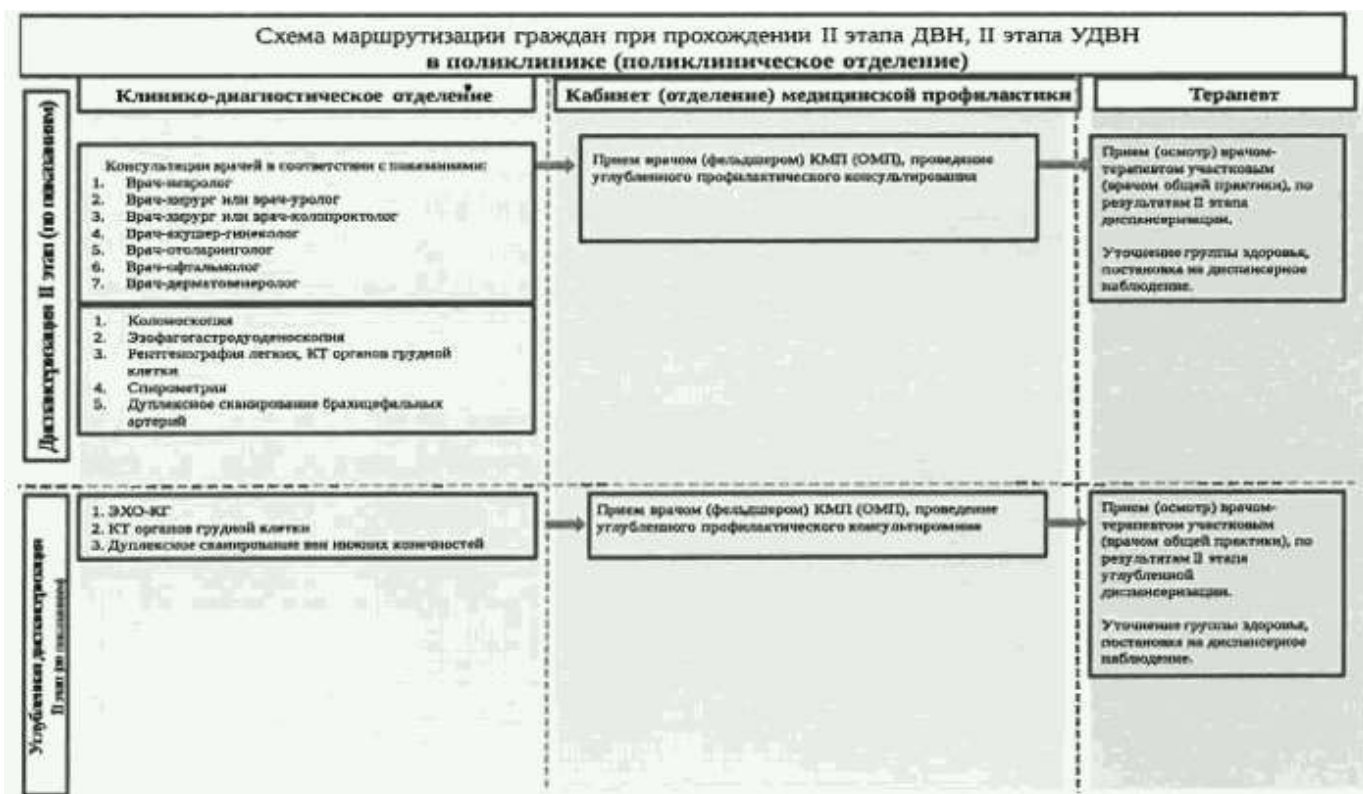 Схема маршрутизации граждан при прохождении II этапа ДВН, II этапа УДВН
в поликлинике (поликлиническое отделение)
Клинико-диагностическое отделение
Кабинет (отделение) медицинской профилактики
Терапевт
Диспансеризация II этап (по показаниям)
Консультации врачей в соответствии с показаниями:
1. Врач-невролог
2. Врач-хирург или врач-уролог
3. Врач-хирург или врач-колопроктолог
4. Врач-акушер-гинеколог
5. Врач-отоларинголог
6. Врач-офтальмолог
7. Врач-дерматовенеролог
1. Колоноскопия
2. Эзофагогастродуоденоскопия
3. Рентгенография легких, КТ органов грудной
клетки
4. Спирометрия
5. Дуплексное сканирование брахицефальных
артерий
Прием врачом (фельдшером) КМП (ОМП), проведение
углубленного профилактического консультирования
Прием (осмотр) врачом-
терапевтом участковым
(врачом общей практики), по
результатам II этапа
диспансеризации.
Уточнение группы здоровья,
постановка на диспансерное
наблюдение.
Углубленная диспансеризация
II этап (по показаниям)
1. ЭХО-КГ
2. КТ органов грудной клетки
3. Дуплексное сканирование вен нижних конечностей
Прием врачом (фельдшером) КМП (ОМП), проведение
углубленного профилактического консультирования
Прием (осмотр) врачом-
терапевтом участковым
(врачом общей практики), по
результатам II этапа
углубленной
диспансеризации.
Уточнение группы здоровья,
постановка на диспансерное
наблюдение.